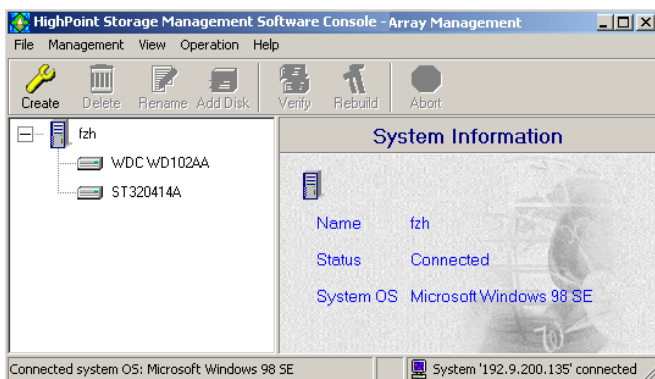 HighPoint Storage Management Software Console - Array Management
File Management View Operation Help
Create Delete Rename Add Disk Verify Rebuild Abort
fzh
WDC WD102AA
ST320414A
System Information
Name fzh
Status Connected
System OS Microsoft Windows 98 SE
Connected system OS: Microsoft Windows 98 SE
System '192.9.200.135' connected